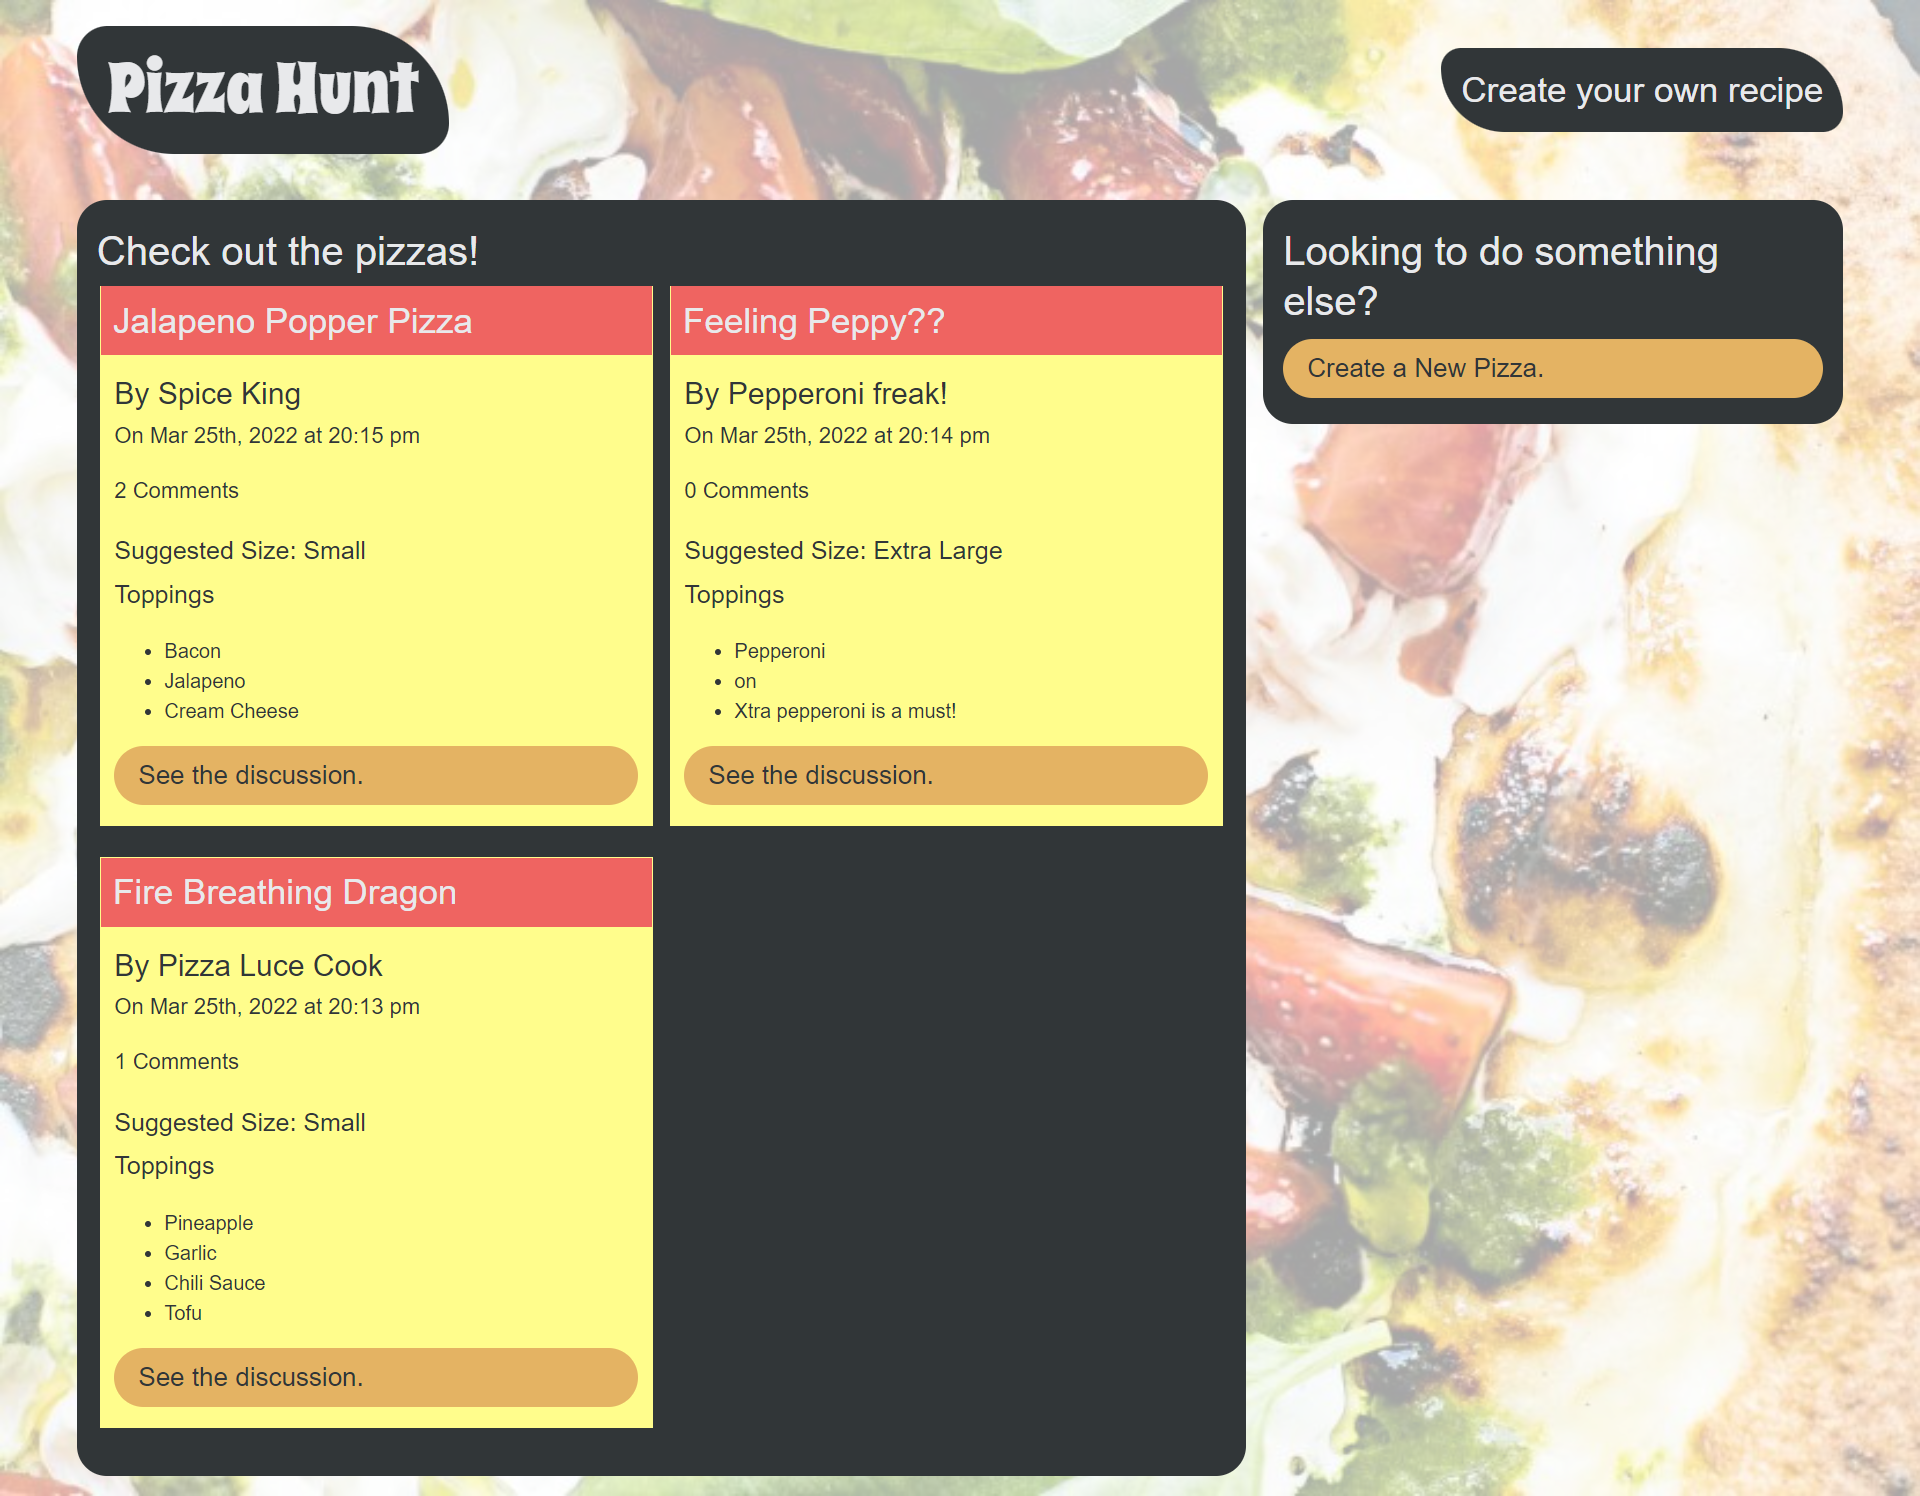 Pizza Hunt
Create your own recipe
Check out the pizzas!
Jalapeno Popper Pizza
By Spice King
On Mar 25th, 2022 at 20:15 pm
2 Comments
Suggested Size: Small
Toppings
Bacon
Jalapeno
Cream Cheese
See the discussion.
Feeling Peppy??
By Pepperoni freak!
On Mar 25th, 2022 at 20:14 pm
0 Comments
Suggested Size: Extra Large
Toppings
Pepperoni
on
Xtra pepperoni is a must!
See the discussion.
Fire Breathing Dragon
By Pizza Luce Cook
On Mar 25th, 2022 at 20:13 pm
1 Comments
Suggested Size: Small
Toppings
Pineapple
Garlic
Chili Sauce
Tofu
See the discussion.
Looking to do something
else?
Create a New Pizza.